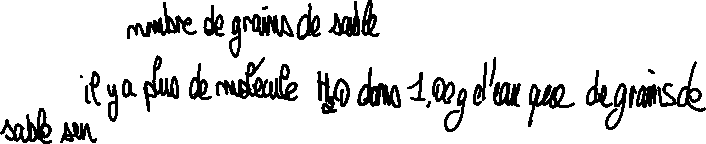 nombre de grains de sable
il y a plus de molécule H₂O dans 1,00g d'eau que de grains de
sable sur